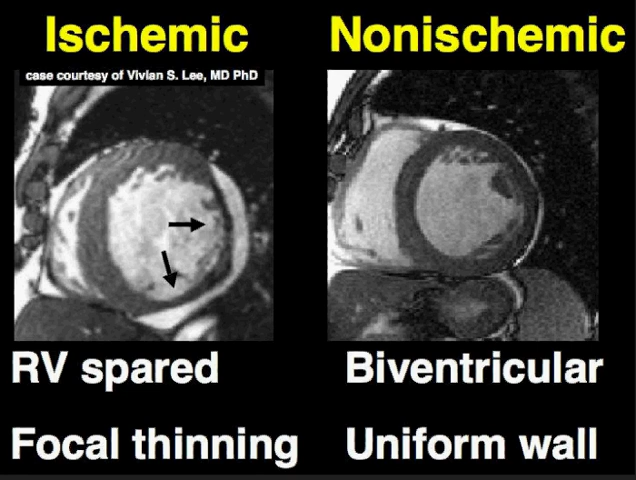 Ischemic
Nonischemic
case courtesy of Vivian S. Lee, MD PhD
RV spared
Biventricular
Focal thinning
Uniform wall